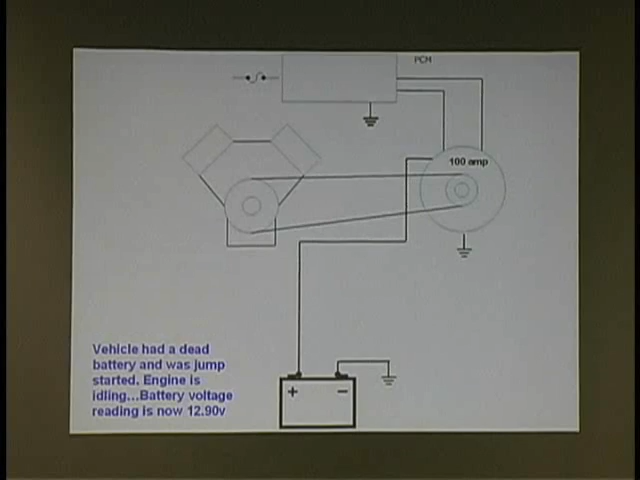 PCM
100 amp
Vehicle had a dead
battery and was jump
started. Engine is
idling...Battery voltage
reading is now 12.90v
+ −